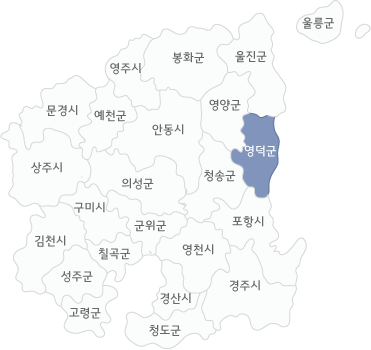 울릉군
봉화군
울진군
영주시
영양군
문경시
예천군
안동시
영덕군
상주시
청송군
의성군
구미시
포항시
군위군
김천시
영천시
칠곡군
성주군
경주시
경산시
고령군
청도군